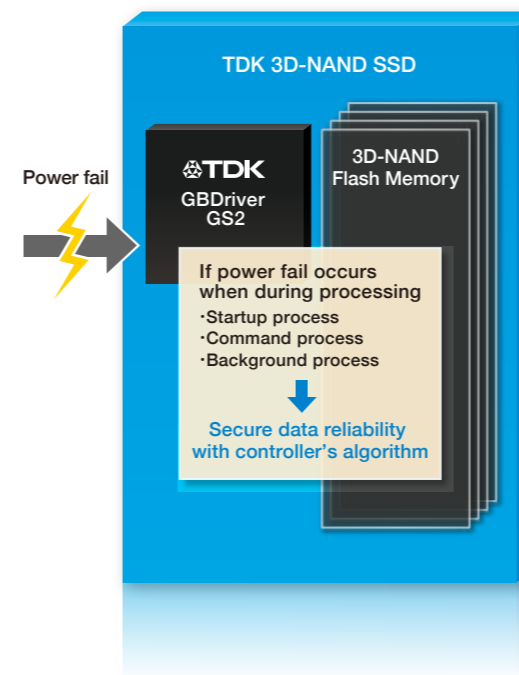 TDK 3D-NAND SSD
Power fail
TDK
GBDriver
GS2
3D-NAND
Flash Memory
If power fail occurs
when during processing
・Startup process
・Command process
・Background process
Secure data reliability
with controller's algorithm